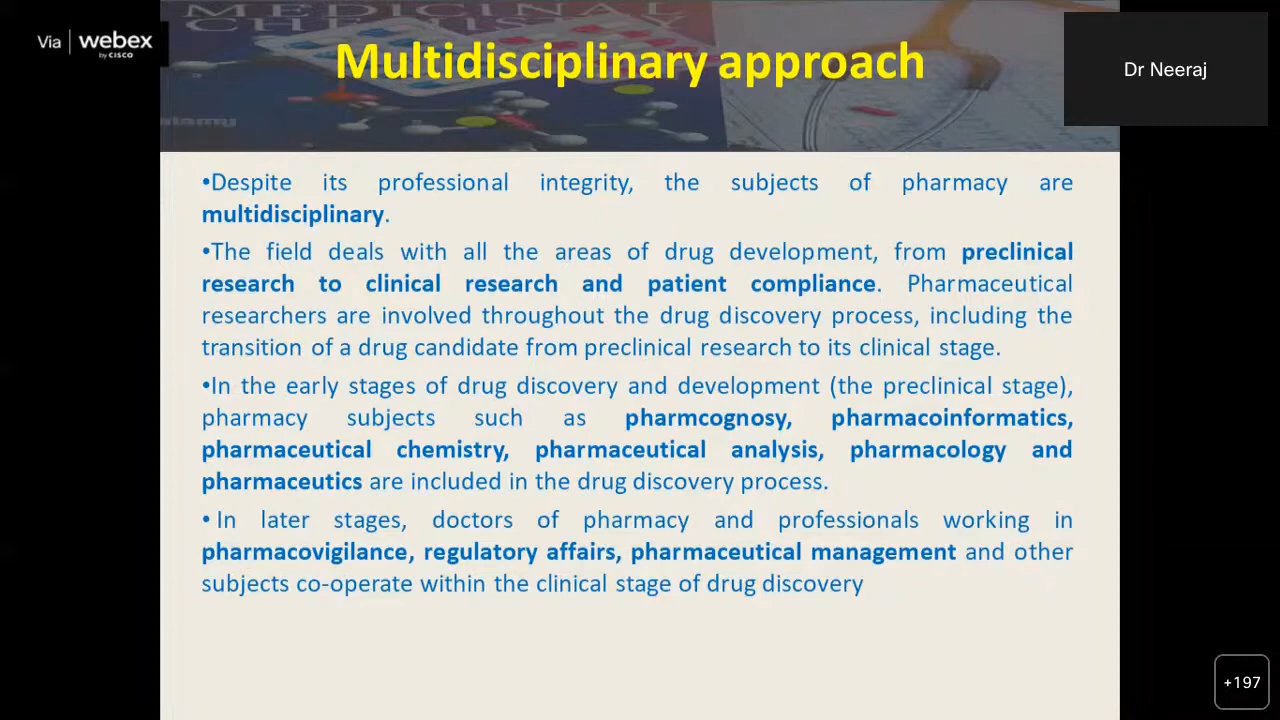 MEDICINAL
CHEMISTRY
Via | webex
by CISCO
Multidisciplinary approach
Dr Neeraj
alamy
•Despite its professional integrity, the subjects of pharmacy are
multidisciplinary.
•The field deals with all the areas of drug development, from preclinical
research to clinical research and patient compliance. Pharmaceutical
researchers are involved throughout the drug discovery process, including the
transition of a drug candidate from preclinical research to its clinical stage.
•In the early stages of drug discovery and development (the preclinical stage),
pharmacy subjects such as pharmcognosy, pharmacoinformatics,
pharmaceutical chemistry, pharmaceutical analysis, pharmacology and
pharmaceutics are included in the drug discovery process.
• In later stages, doctors of pharmacy and professionals working in
pharmacovigilance, regulatory affairs, pharmaceutical management and other
subjects co-operate within the clinical stage of drug discovery
+197